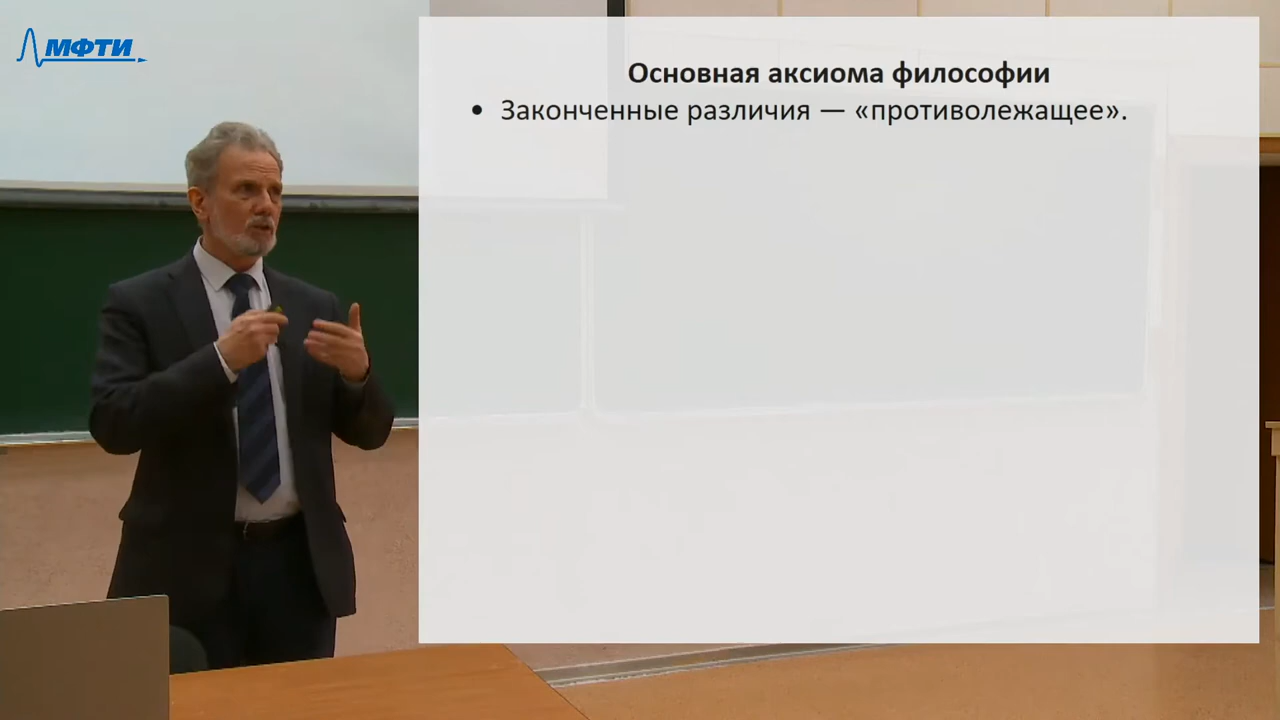 МФТИ
Основная аксиома философии
• Законченные различия — «противолежащее».